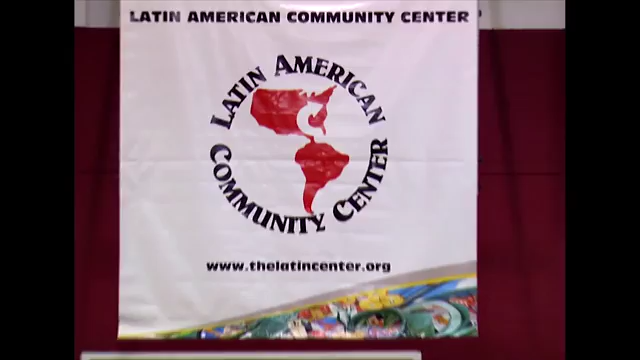 LATIN AMERICAN COMMUNITY CENTER
LATIN AMERICAN
COMMUNITY CENTER
www.thelatincenter.org